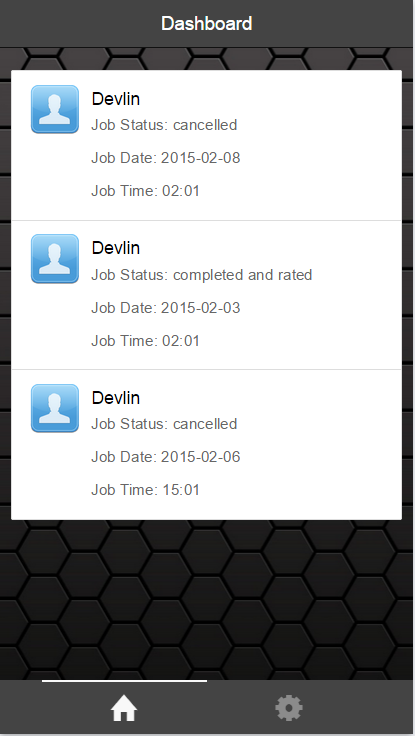 Dashboard
Devlin
Job Status: cancelled
Job Date: 2015-02-08
Job Time: 02:01
Devlin
Job Status: completed and rated
Job Date: 2015-02-03
Job Time: 02:01
Devlin
Job Status: cancelled
Job Date: 2015-02-06
Job Time: 15:01